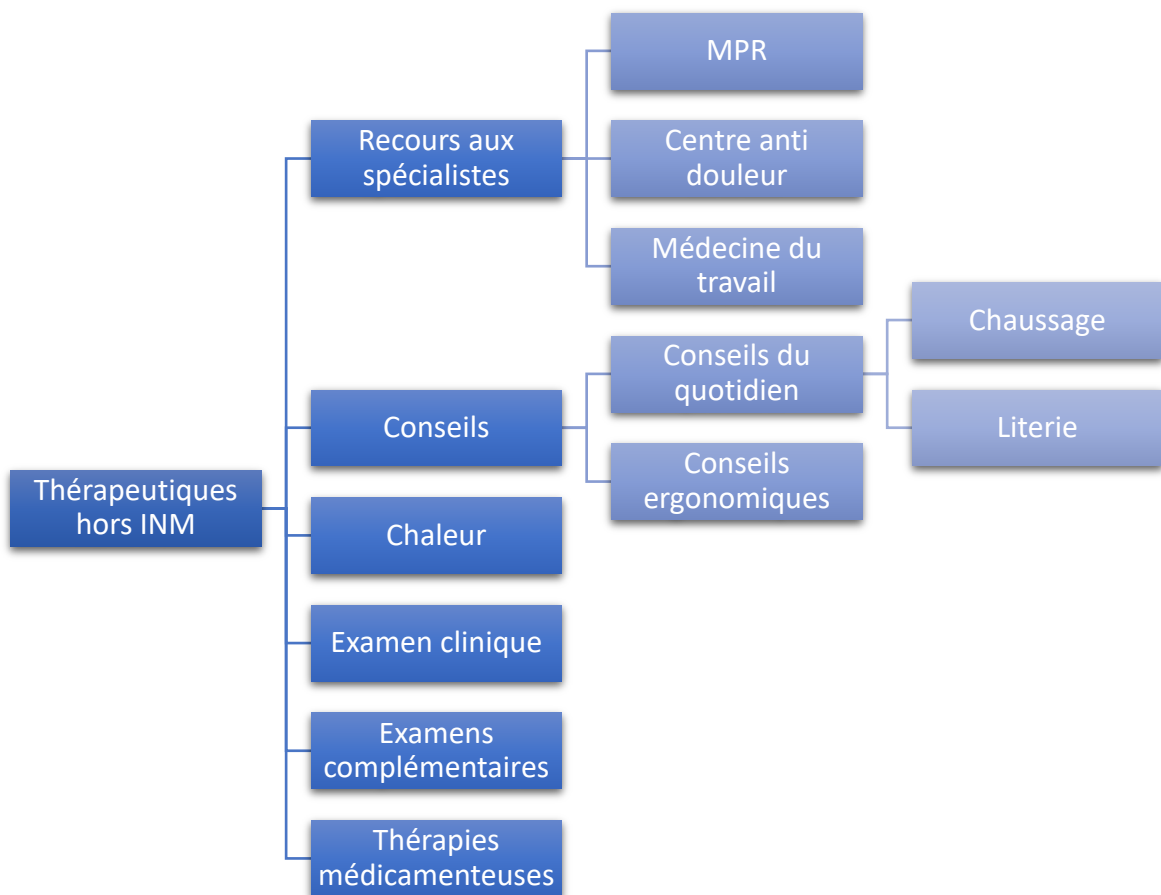 Thérapeutiques
hors INM
Recours aux
spécialistes
MPR
Centre anti
douleur
Médecine du
travail
Conseils
Conseils du
quotidien
Chaussage
Literie
Conseils
ergonomiques
Chaleur
Examen clinique
Examens
complémentaires
Thérapies
médicamenteuses